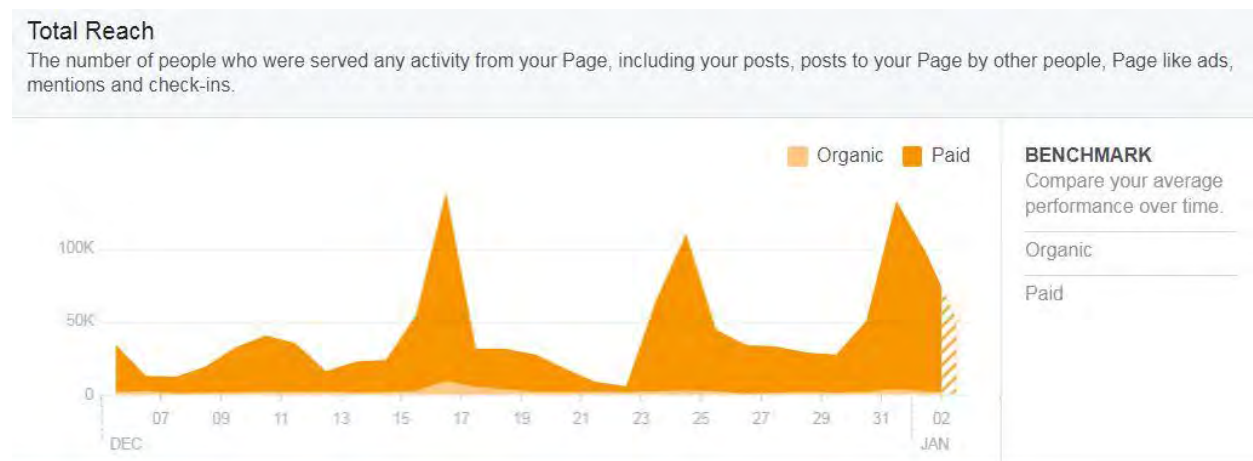 Total Reach
The number of people who were served any activity from your Page, including your posts, posts to your Page by other people, Page like ads,
mentions and check-ins.
Organic Paid
BENCHMARK
Compare your average
performance over time.
Organic
Paid
100K
50K
0
07 09 11 13 15 17 19 21 23 25 27 29 31 02
DEC JAN